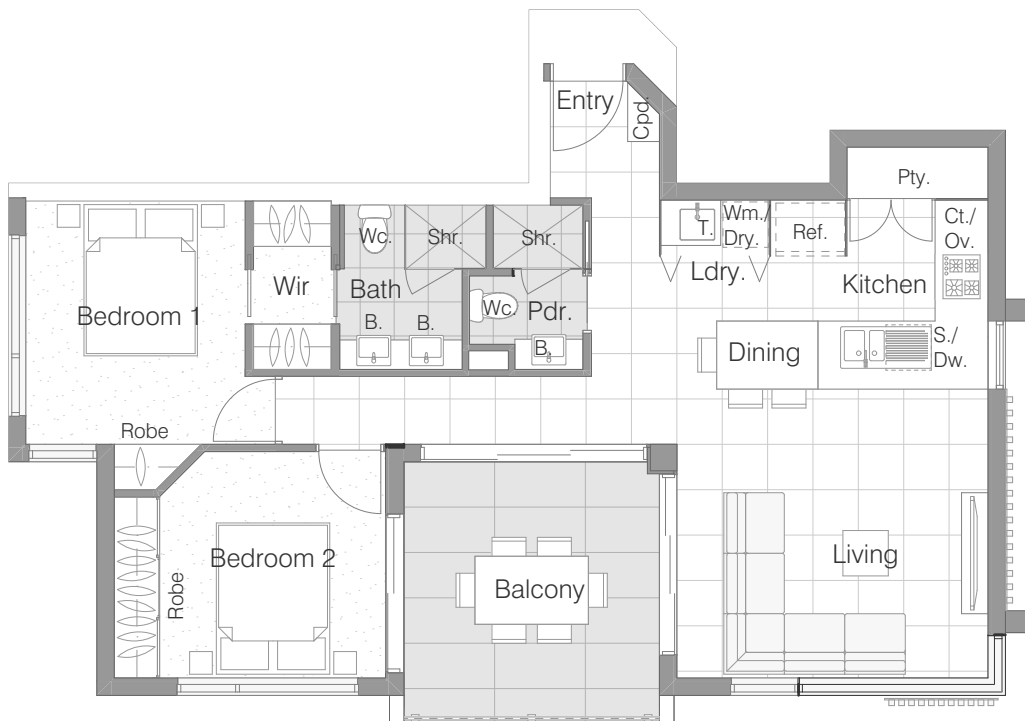 Entry
Cpd.
Pty.
Wc.
Shr.
Shr.
T.
Wm./
Dry.
Ref.
Ct./
Ov.
Wir
Bath
Ldry.
Kitchen
Bedroom 1
B.
B.
Wc.
Pdr.
B.
Dining
S./
Dw.
Robe
Bedroom 2
Robe
Balcony
Living